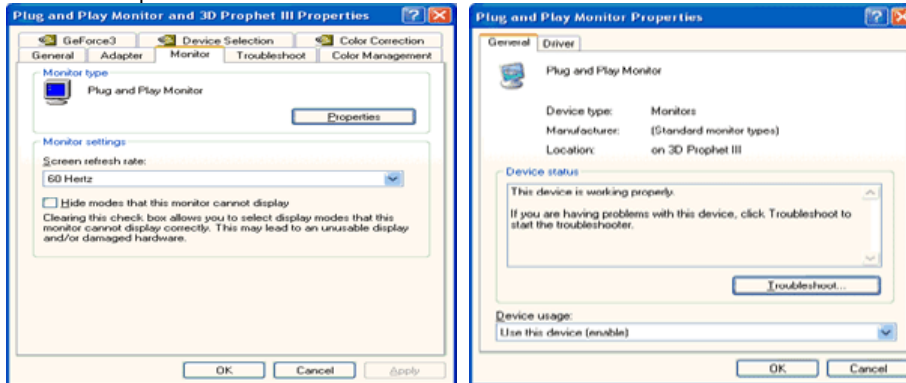 Plug and Play Monitor and 3D Prophet III Properties
GeForce3 Device Selection Color Correction
General Adapter Monitor Troubleshoot Color Management
Monitor type
Plug and Play Monitor
Properties
Monitor settings
Screen refresh rate:
60 Hertz
Hide modes that this monitor cannot display
Clearing this check box allows you to select display modes that this
monitor cannot display correctly. This may lead to an unusable display
and/or damaged hardware.
OK Cancel Apply
Plug and Play Monitor Properties
General Driver
Plug and Play Monitor
Device type: Monitors
Manufacturer: (Standard monitor types)
Location: on 3D Prophet III
Device status
This device is working properly.
If you are having problems with this device, click Troubleshoot to
start the troubleshooter.
Troubleshoot...
Device usage:
Use this device (enable)
OK Cancel